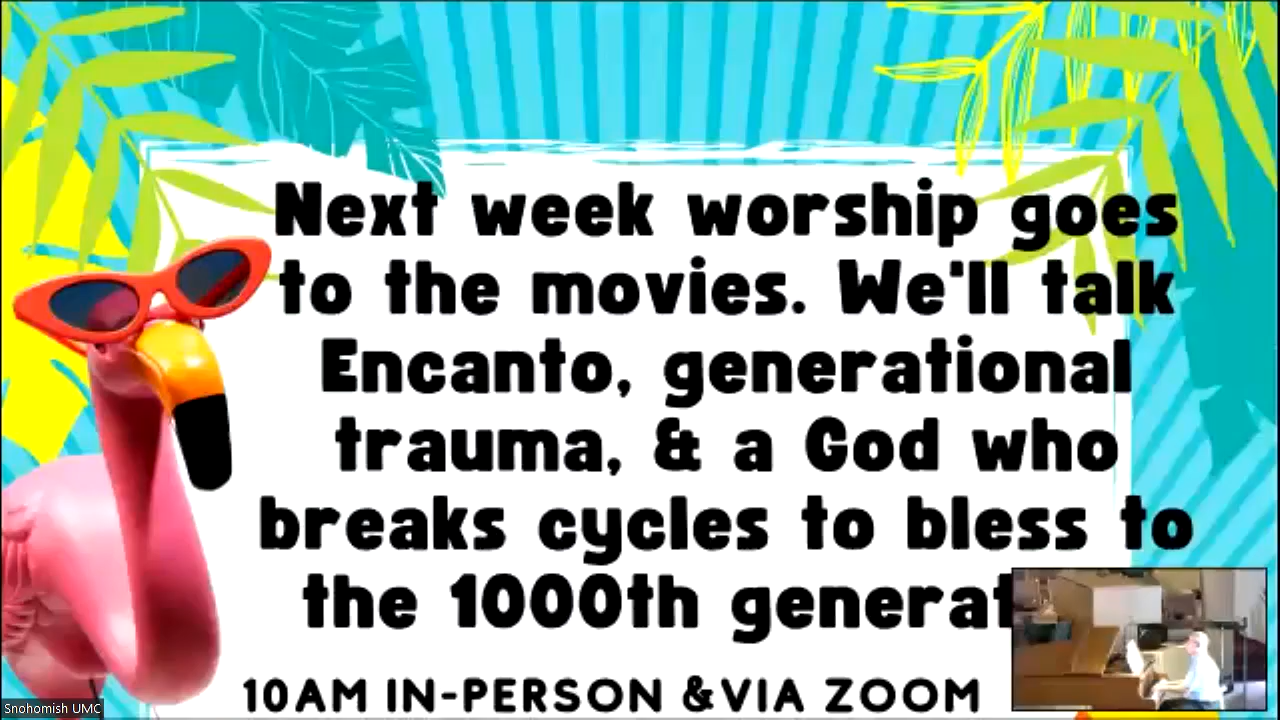 Next week worship goes
to the movies. We'll talk
Encanto, generational
trauma, & a God who
breaks cycles to bless to
the 1000th
10AM IN-PERSON & VIA ZOOM
Snohomish UMC